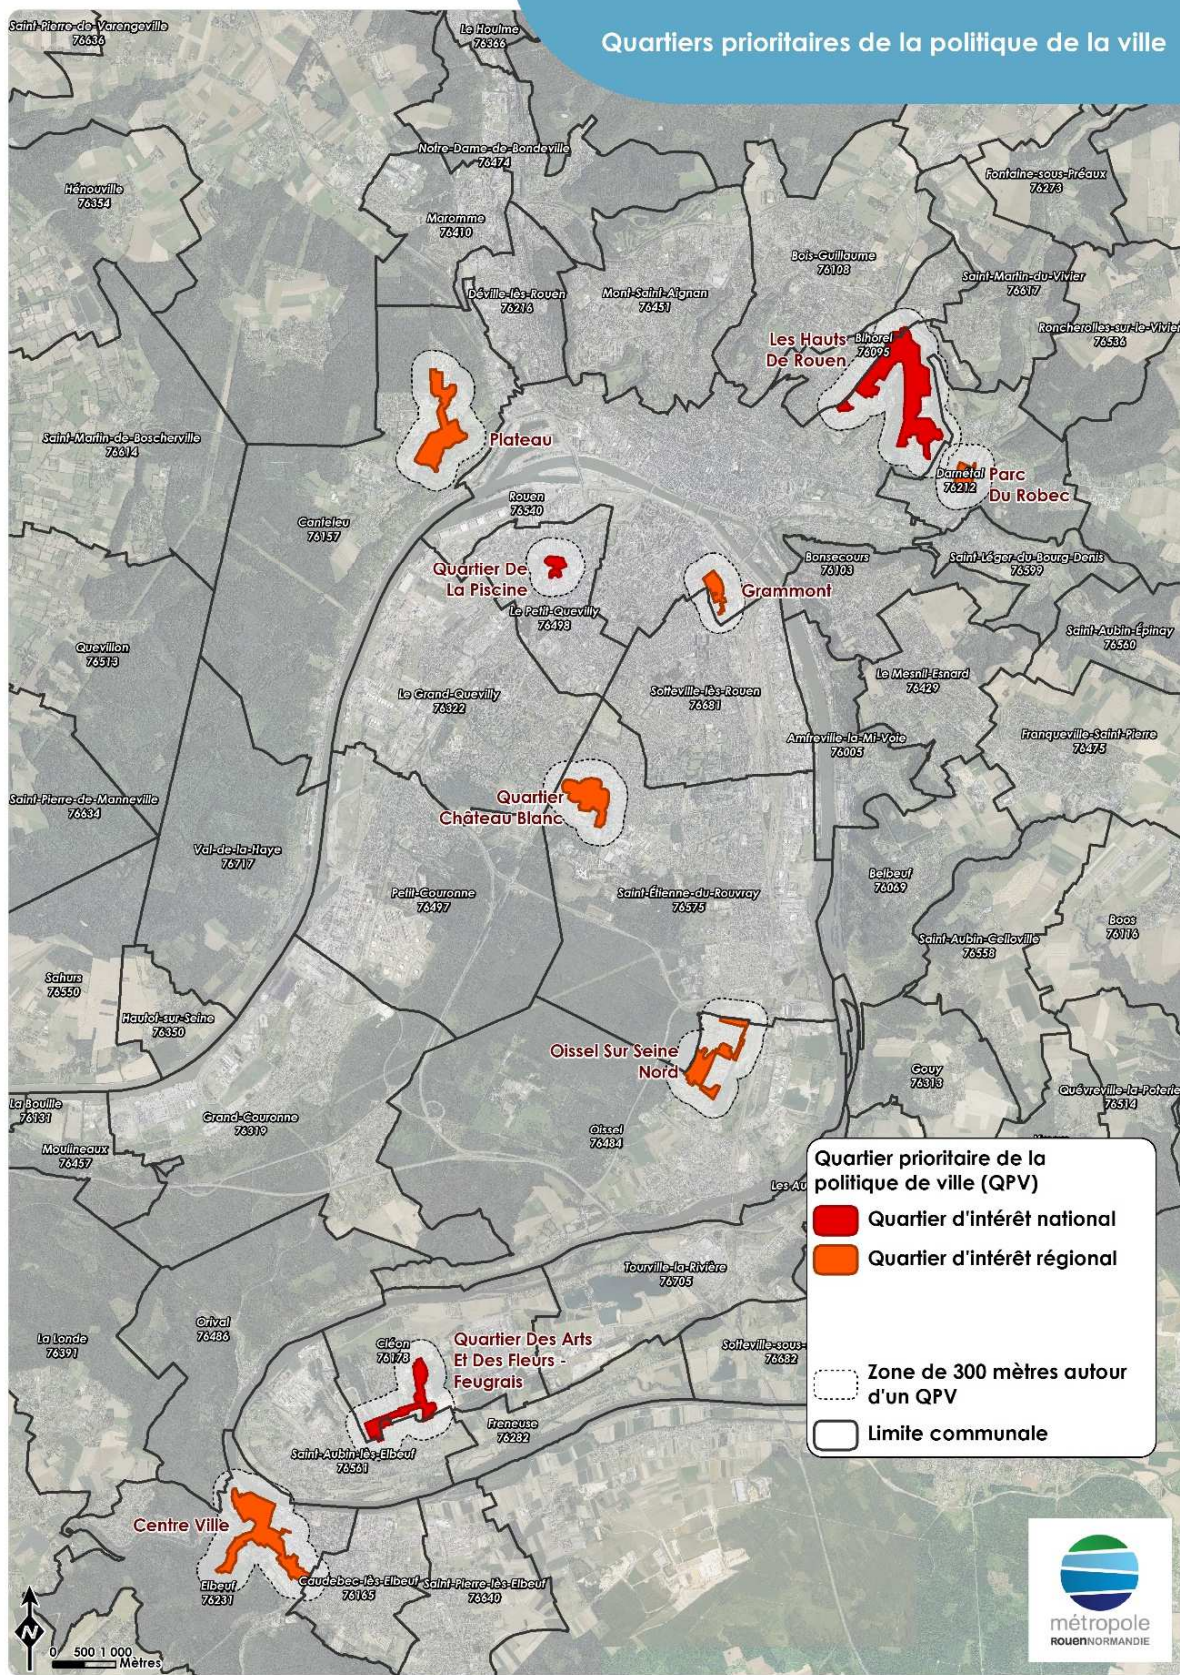 Quartiers prioritaires de la politique de la ville
Saint-Pierre-de-Varengeville
76636
Le Houlme
76366
Notre-Dame-de-Bondeville
76474
Hénouville
76354
Fontaine-sous-Préaux
76273
Maromme
76410
Bois-Guillaume
76108
Saint-Martin-du-Vivier
76617
Déville-lès-Rouen
76216
Mont-Saint-Aignan
76451
Roncherolles-sur-le-Vivier
76536
Les Hauts
De Rouen
Bihorel
76095
Saint-Martin-de-Boscherville
76614
Plateau
Darnétal
76212
Parc
Du Robec
Rouen
76540
Canteleu
76157
Bonsecours
76103
Saint-Léger-du-Bourg-Denis
76599
Quartier De
La Piscine
Grammont
Le Petit-Quevilly
76498
Saint-Aubin-Épinay
76560
Quevillon
76513
Le Mesnil-Esnard
76429
Le Grand-Quevilly
76322
Sotteville-lès-Rouen
76681
Amfreville-la-Mi-Voie
76005
Franqueville-Saint-Pierre
76475
Saint-Pierre-de-Manneville
76634
Quartier
Château Blanc
Val-de-la-Haye
76717
Petit-Couronne
76497
Saint-Étienne-du-Rouvray
76575
Belbeuf
76069
Boos
76116
Saint-Aubin-Celloville
76558
Sahurs
76550
Hautot-sur-Seine
76350
Oissel Sur Seine
Nord
Gouy
76313
Quévreville-la-Poterie
76514
La Bouille
76131
Grand-Couronne
76319
Oissel
76484
Moulineaux
76457
Les Au
Quartier prioritaire de la
politique de ville (QPV)
Quartier d'intérêt national
Quartier d'intérêt régional
Zone de 300 mètres autour
d'un QPV
Limite communale
Tourville-la-Rivière
76705
Orival
76486
La Londe
76391
Cléon
76178
Quartier Des Arts
Et Des Fleurs -
Feugrais
Sotteville-sous-
76682
Freneuse
76282
Saint-Aubin-lès-Elbeuf
76561
Centre Ville
Elbeuf
76231
Caudebec-lès-Elbeuf
76165
Saint-Pierre-lès-Elbeuf
76640
N
0 500 1 000
Mètres
métropole
ROUENNORMANDIE